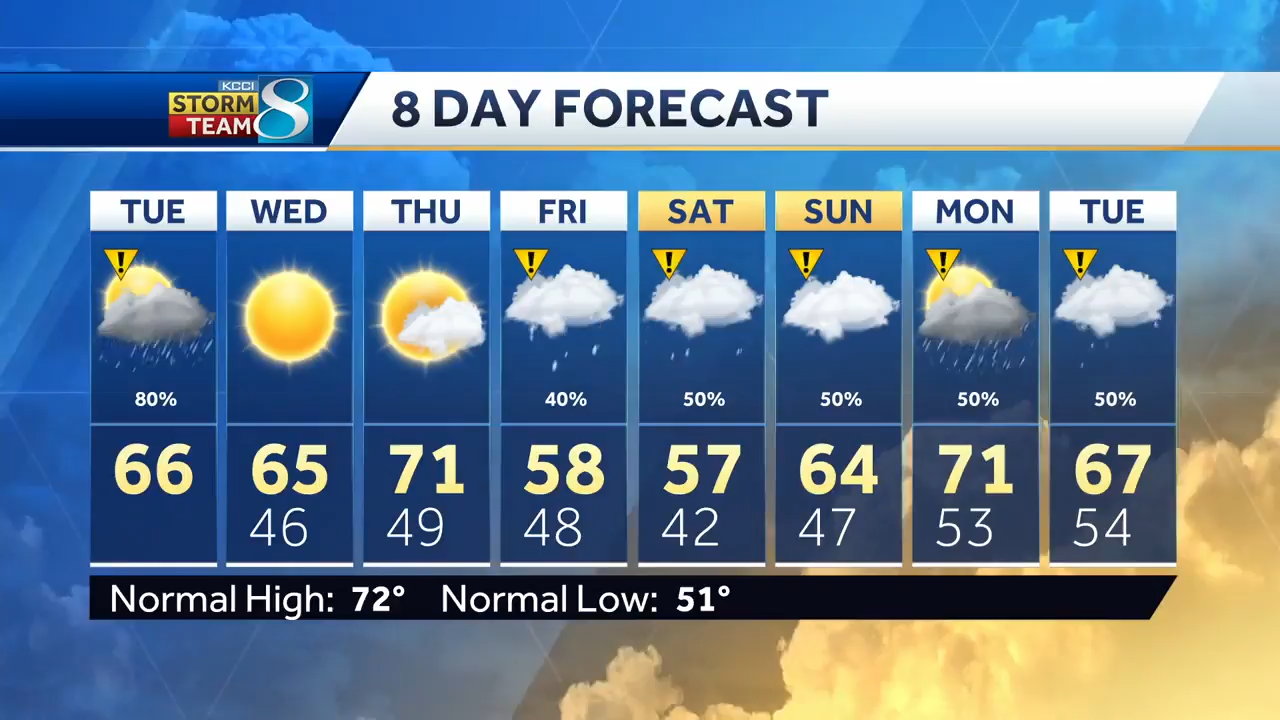 KCCI
STORM
TEAM 8
8 DAY FORECAST
TUE WED THU FRI SAT SUN MON TUE
! ! ! ! ! !
80% 40% 50% 50% 50% 50%
66 65 71 58 57 64 71 67
46 49 48 42 47 53 54
Normal High: 72° Normal Low: 51°